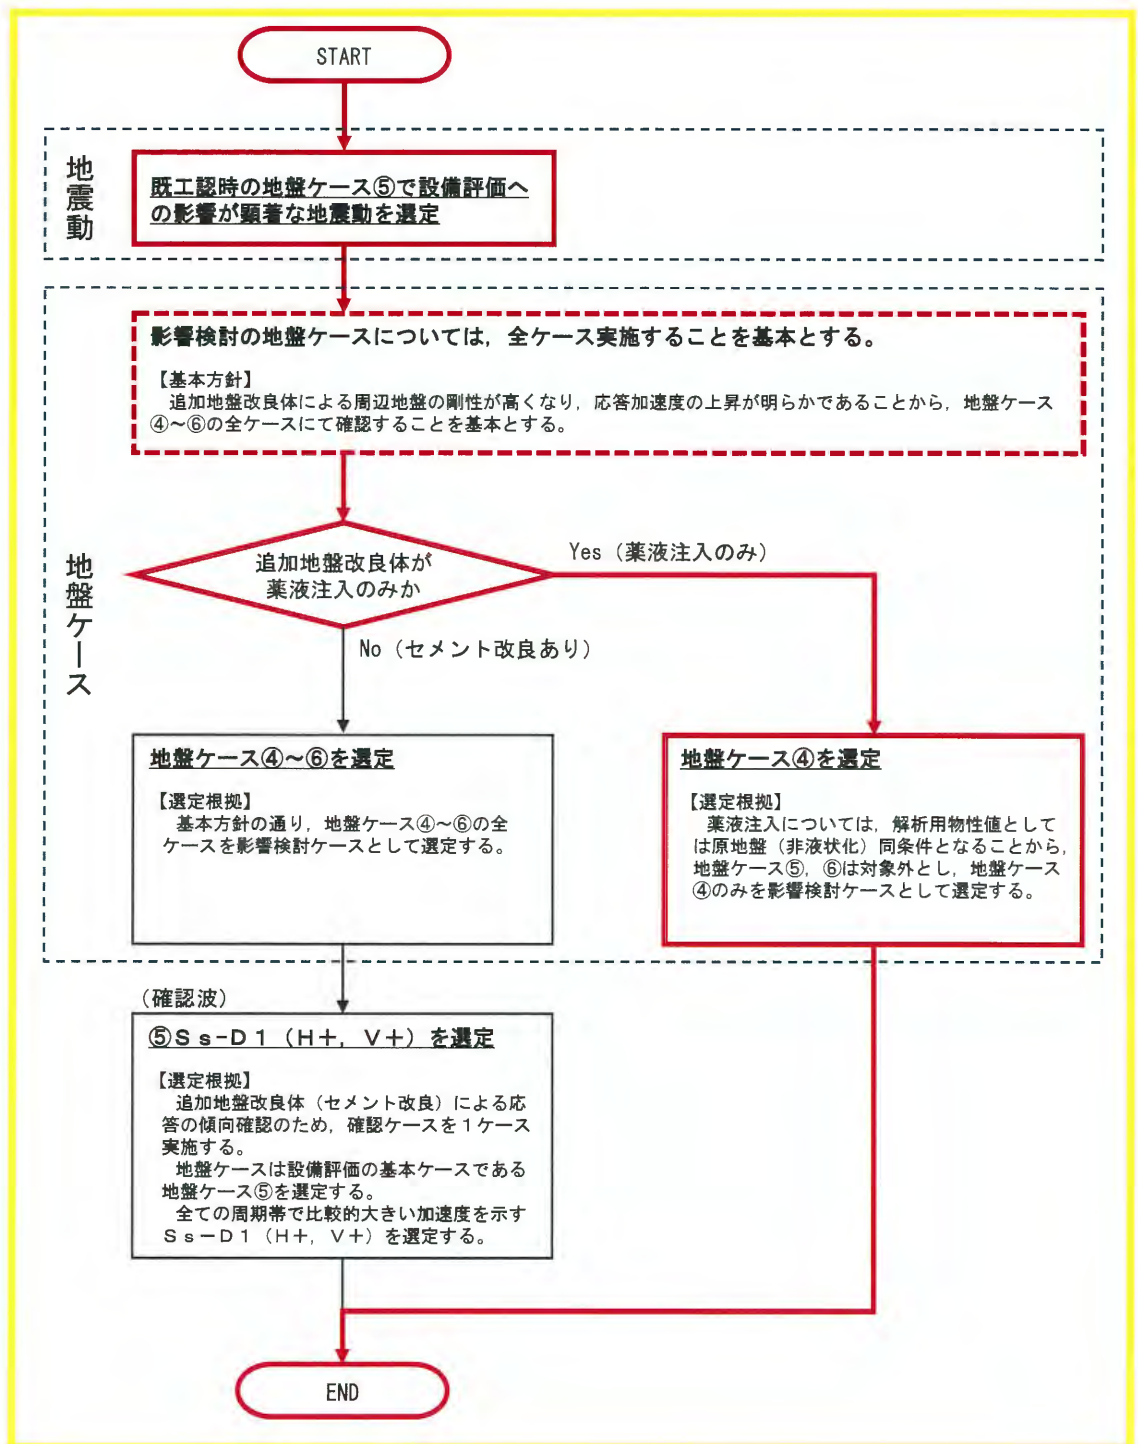 START
地震動
既工認時の地盤ケース⑤で設備評価へ
の影響が顕著な地震動を選定
地盤ケース
影響検討の地盤ケースについては，全ケース実施することを基本とする。
【基本方針】
追加地盤改良体による周辺地盤の剛性が高くなり，応答加速度の上昇が明らかであることから，地盤ケース
④～⑥の全ケースにて確認することを基本とする。
追加地盤改良体が
薬液注入のみか
Yes（薬液注入のみ）
No（セメント改良あり）
地盤ケース④～⑥を選定
【選定根拠】
基本方針の通り，地盤ケース④～⑥の全
ケースを影響検討ケースとして選定する。
地盤ケース④を選定
【選定根拠】
薬液注入については，解析用物性値として
は原地盤（非液状化）同条件となることから，
地盤ケース⑤，⑥は対象外とし，地盤ケース
④のみを影響検討ケースとして選定する。
（確認波）
⑤Ｓｓ-Ｄ１（Ｈ＋，Ｖ＋）を選定
【選定根拠】
追加地盤改良体（セメント改良）による応
答の傾向確認のため，確認ケースを１ケース
実施する。
地盤ケースは設備評価の基本ケースである
地盤ケース⑤を選定する。
全ての周期帯で比較的大きい加速度を示す
Ｓｓ－Ｄ１（Ｈ＋，Ｖ＋）を選定する。
END